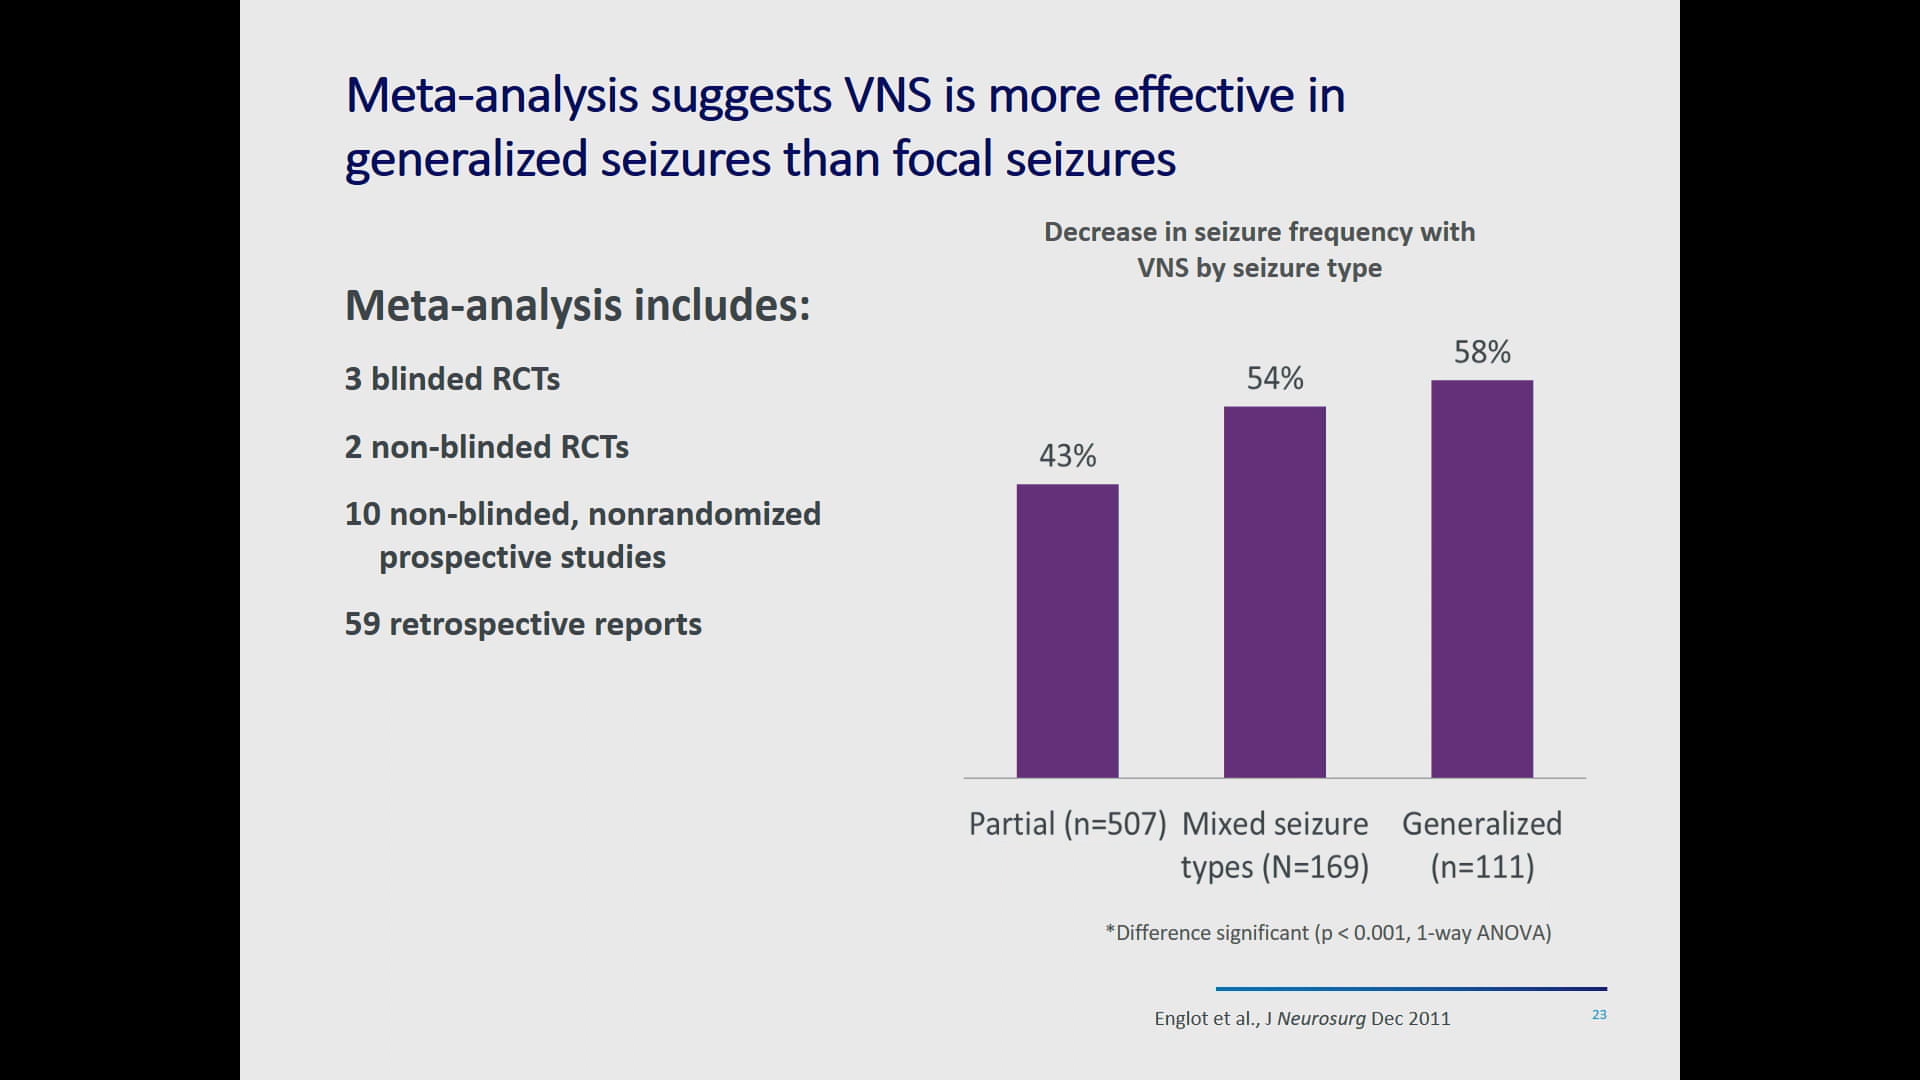 Meta-analysis suggests VNS is more effective in
generalized seizures than focal seizures
Meta-analysis includes:
3 blinded RCTs
2 non-blinded RCTs
10 non-blinded, nonrandomized
prospective studies
59 retrospective reports
Decrease in seizure frequency with
VNS by seizure type
43%
54%
58%
Partial (n=507)
Mixed seizure
types (N=169)
Generalized
(n=111)
*Difference significant (p < 0.001, 1-way ANOVA)
Englot et al., J Neurosurg Dec 2011
23